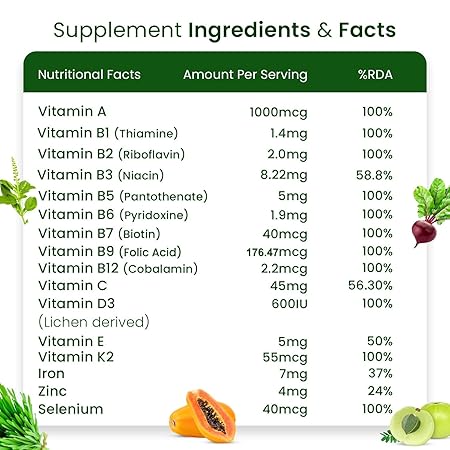 Supplement Ingredients & Facts
Nutritional Facts Amount Per Serving %RDA
Vitamin A 1000mcg 100%
Vitamin B1 (Thiamine) 1.4mg 100%
Vitamin B2 (Riboflavin) 2.0mg 100%
Vitamin B3 (Niacin) 8.22mg 58.8%
Vitamin B5 (Pantothenate) 5mg 100%
Vitamin B6 (Pyridoxine) 1.9mg 100%
Vitamin B7 (Biotin) 40mcg 100%
Vitamin B9 (Folic Acid) 176.47mcg 100%
Vitamin B12 (Cobalamin) 2.2mcg 100%
Vitamin C 45mg 56.30%
Vitamin D3 600IU 100%
(Lichen derived)
Vitamin E 5mg 50%
Vitamin K2 55mcg 100%
Iron 7mg 37%
Zinc 4mg 24%
Selenium 40mcg 100%